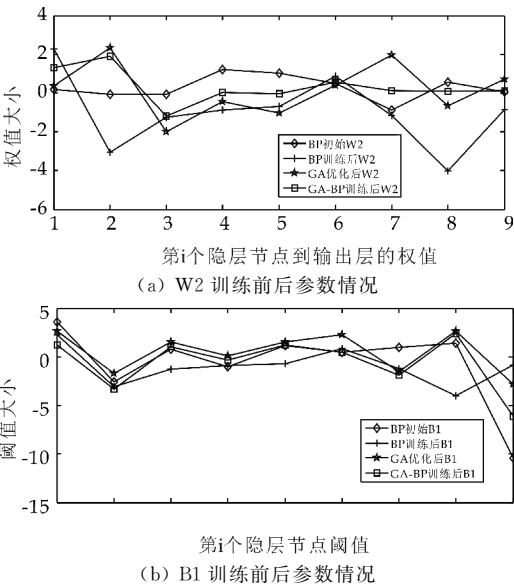 4
2
0
-2
-4
-6
权值大小
BP初始W2
BP训练后W2
GA优化后W2
GA-BP训练后W2
1 2 3 4 5 6 7 8 9
第i个隐层节点到输出层的权值
(a) W2 训练前后参数情况
5
0
-5
-10
-15
阈值大小
BP初始B1
BP训练后B1
GA优化后B1
GA-BP训练后B1
第i个隐层节点阈值
(b) B1 训练前后参数情况